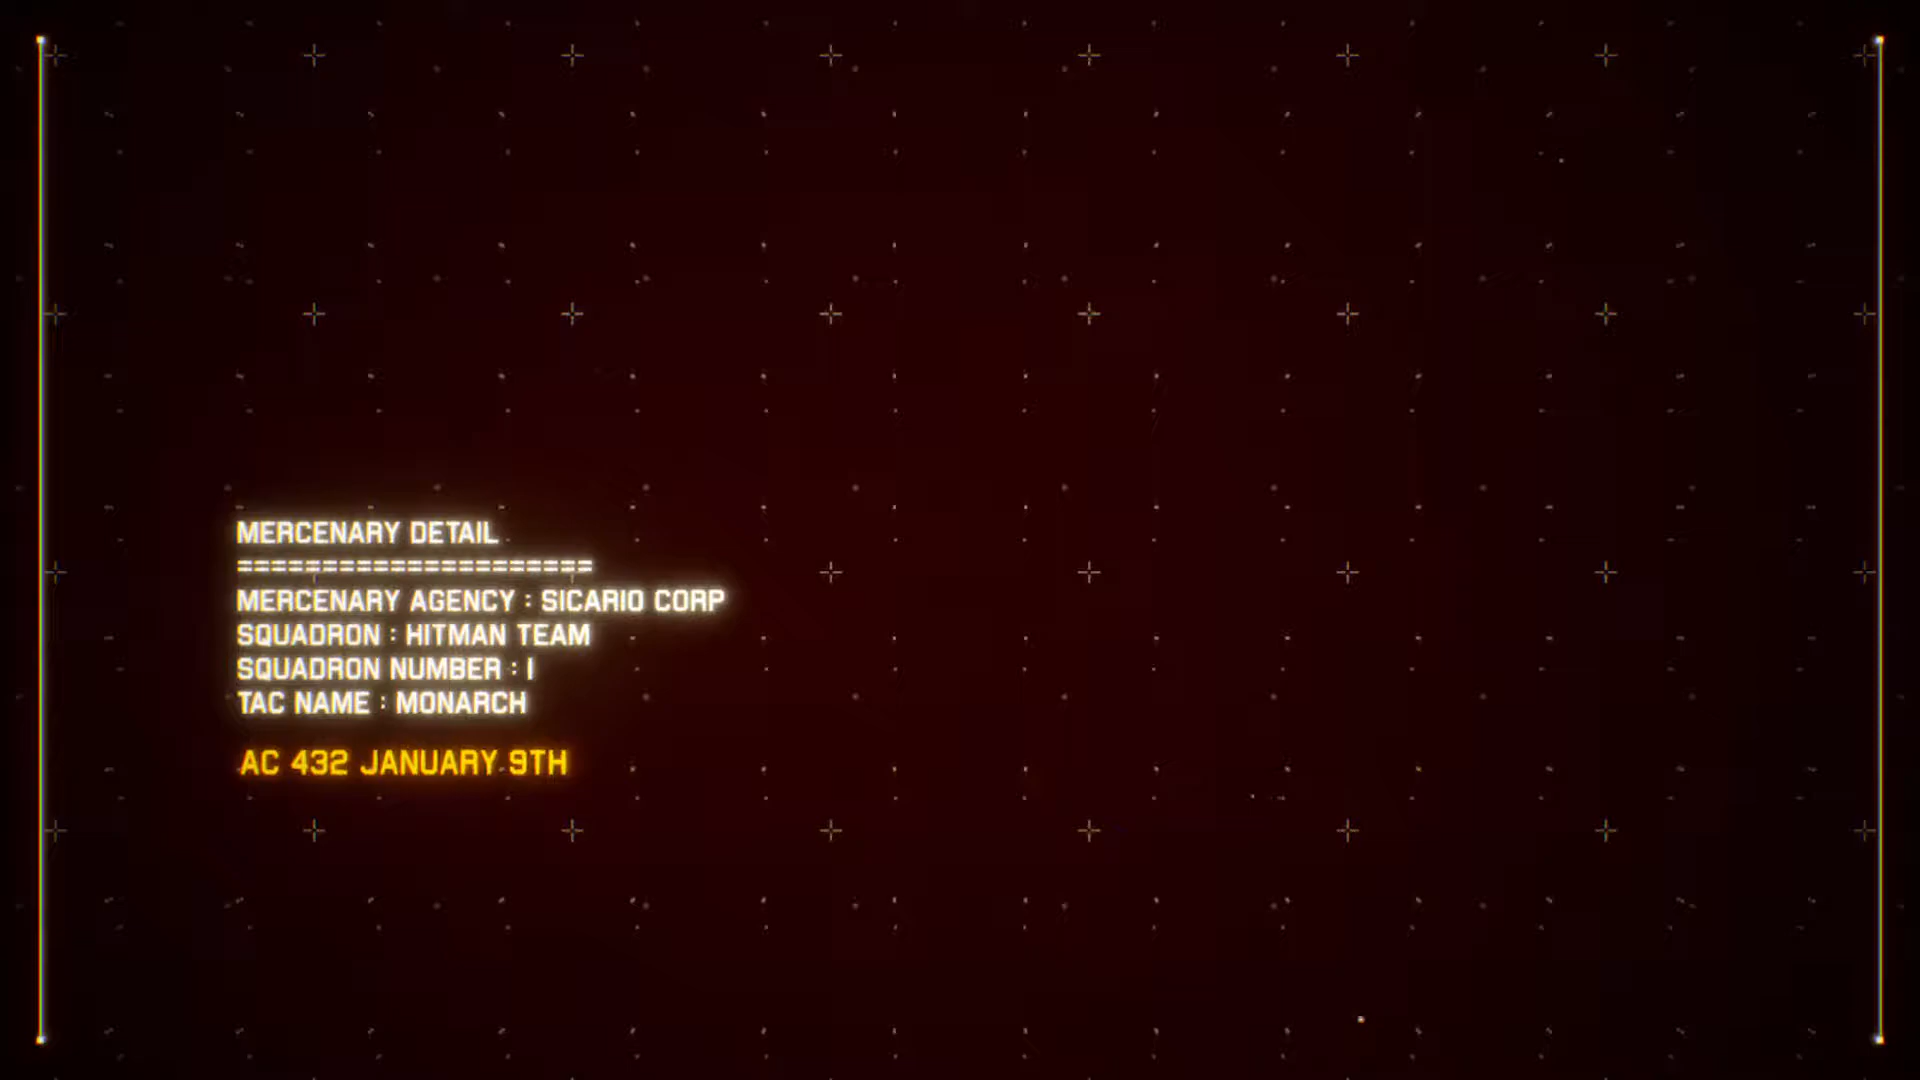 MERCENARY DETAIL
=====================
MERCENARY AGENCY : SICARIO CORP
SQUADRON : HITMAN TEAM
SQUADRON NUMBER : I
TAC NAME : MONARCH
AC 432 JANUARY 9TH